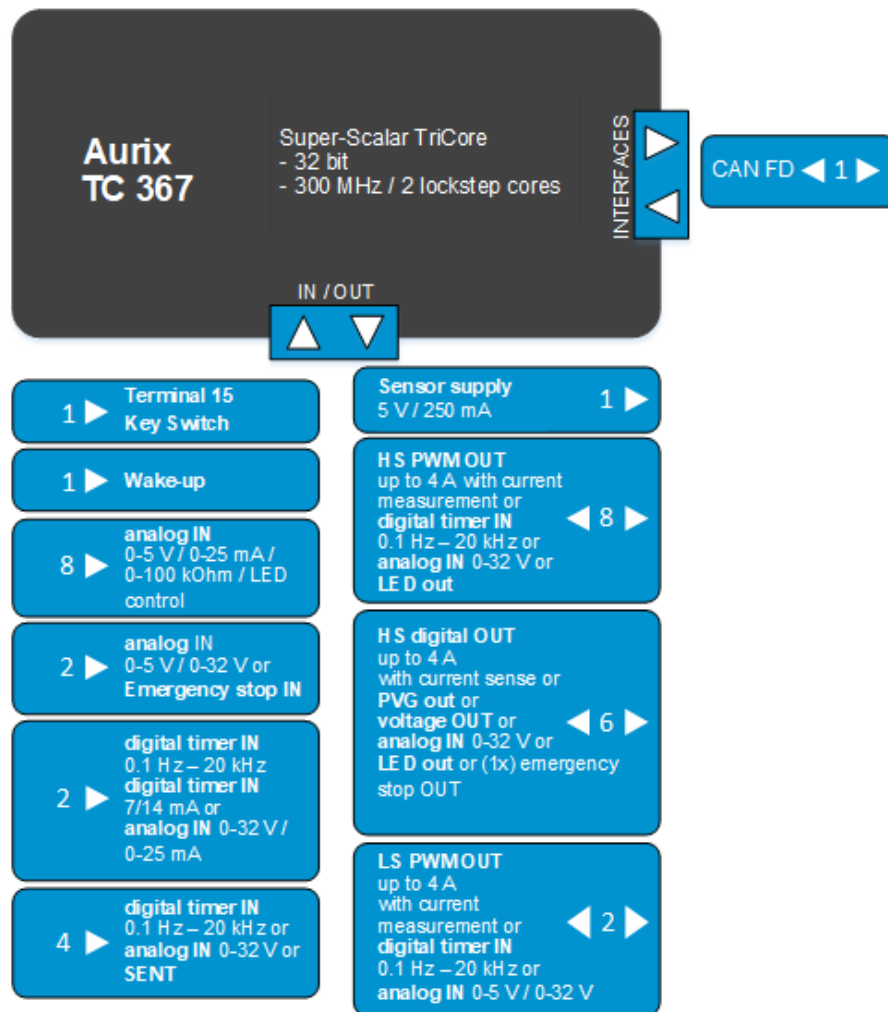 Aurix
TC 367
Super-Scalar TriCore
- 32 bit
- 300 MHz / 2 lockstep cores
INTERFACES
CAN FD 1
IN / OUT
1 Terminal 15
Key Switch
1 Wake-up
8 analog IN
0-5 V / 0-25 mA /
0-100 kOhm / LED
control
2 analog IN
0-5 V / 0-32 V or
Emergency stop IN
2 digital timer IN
0.1 Hz – 20 kHz
digital timer IN
7/14 mA or
analog IN 0-32 V /
0-25 mA
4 digital timer IN
0.1 Hz – 20 kHz or
analog IN 0-32 V or
SENT
Sensor supply
5 V / 250 mA 1
HS PWM OUT
up to 4 A with current
measurement or
digital timer IN 8
0.1 Hz – 20 kHz or
analog IN 0-32 V or
LED out
HS digital OUT
up to 4 A
with current sense or
PVG out or
voltage OUT or 6
analog IN 0-32 V or
LED out or (1x) emergency
stop OUT
LS PWM OUT
up to 4 A
with current
measurement or 2
digital timer IN
0.1 Hz – 20 kHz or
analog IN 0-5 V / 0-32 V